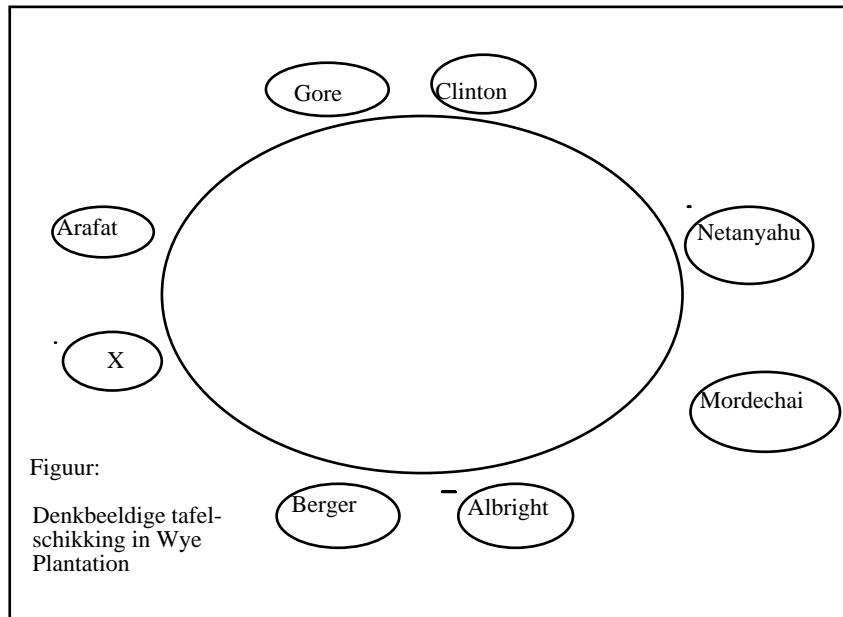 Gore
Clinton
Arafat
Netanyahu
X
Mordechai
Figuur:
Berger
Albright
Denkbeeldige tafel-
schikking in Wye
Plantation